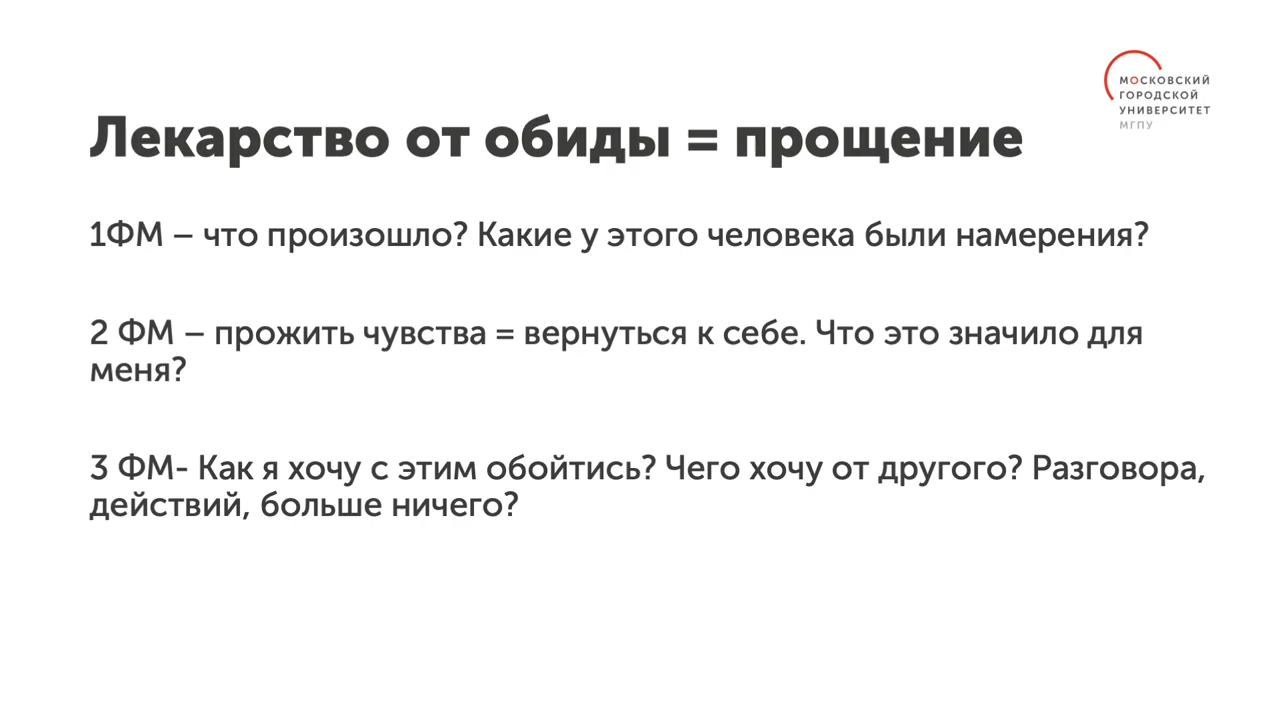 МОСКОВСКИЙ
ГОРОДСКОЙ
УНИВЕРСИТЕТ
МГПУ
Лекарство от обиды = прощение
1ФМ – что произошло? Какие у этого человека были намерения?
2 ФМ – прожить чувства = вернуться к себе. Что это значило для
меня?
3 ФМ- Как я хочу с этим обойтись? Чего хочу от другого? Разговора,
действий, больше ничего?